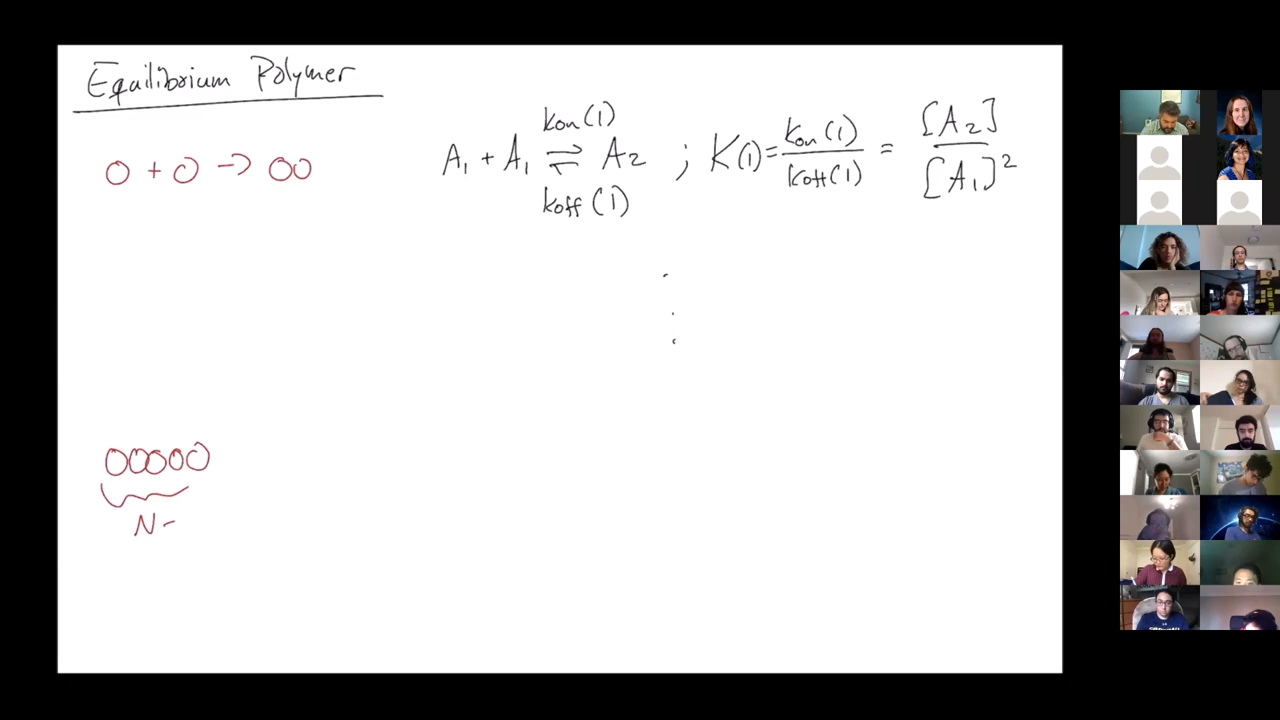 Equilibrium Polymer
O + O → OO
kon(1)
A₁ + A₁ ⇌ A₂ ; K(1) = kon(1)/koff(1) = [A₂]/[A₁]²
koff(1)
OOOOO
N-